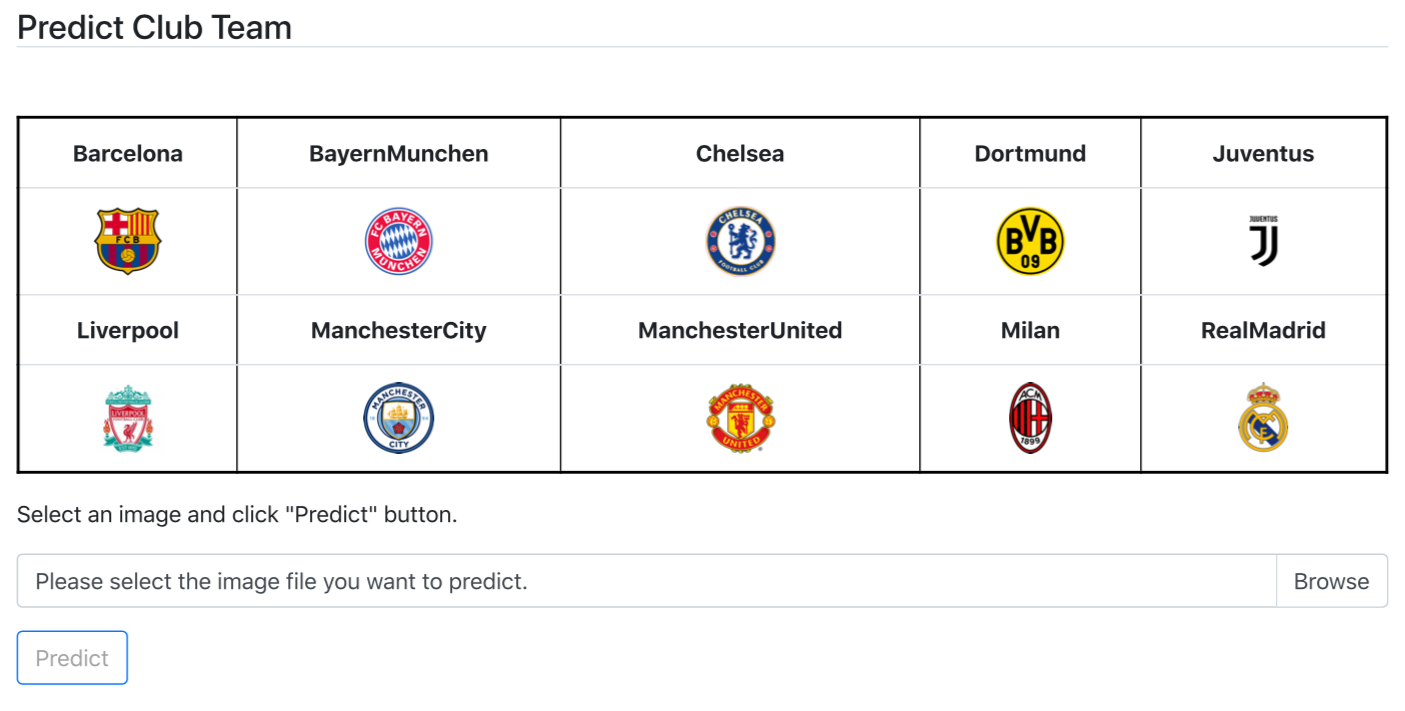 Predict Club Team
Barcelona BayernMunchen Chelsea Dortmund Juventus
FCB
FC BAYERN MÜNCHEN
CHELSEA FOOTBALL CLUB
BVB 09
JUVENTUS
Liverpool ManchesterCity ManchesterUnited Milan RealMadrid
LIVERPOOL
MANCHESTER CITY
MANCHESTER UNITED
ACM 1899
Select an image and click "Predict" button.
Please select the image file you want to predict. Browse
Predict